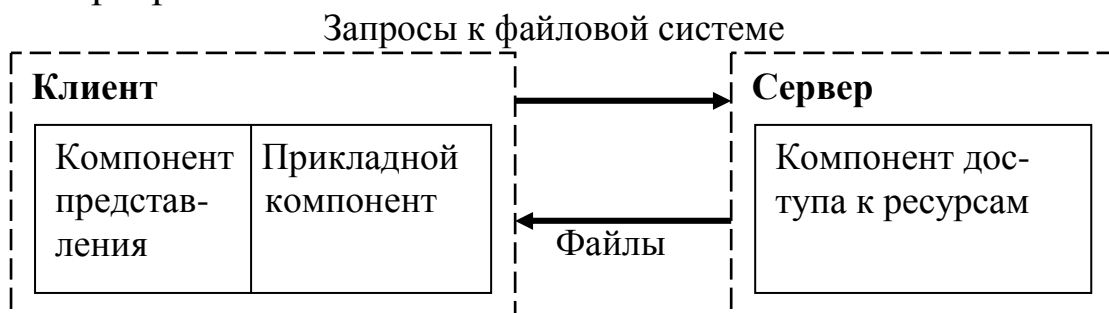 Запросы к файловой системе
Клиент
Сервер
Компонент
представ-
ления
Прикладной
компонент
Компонент дос-
тупа к ресурсам
Файлы